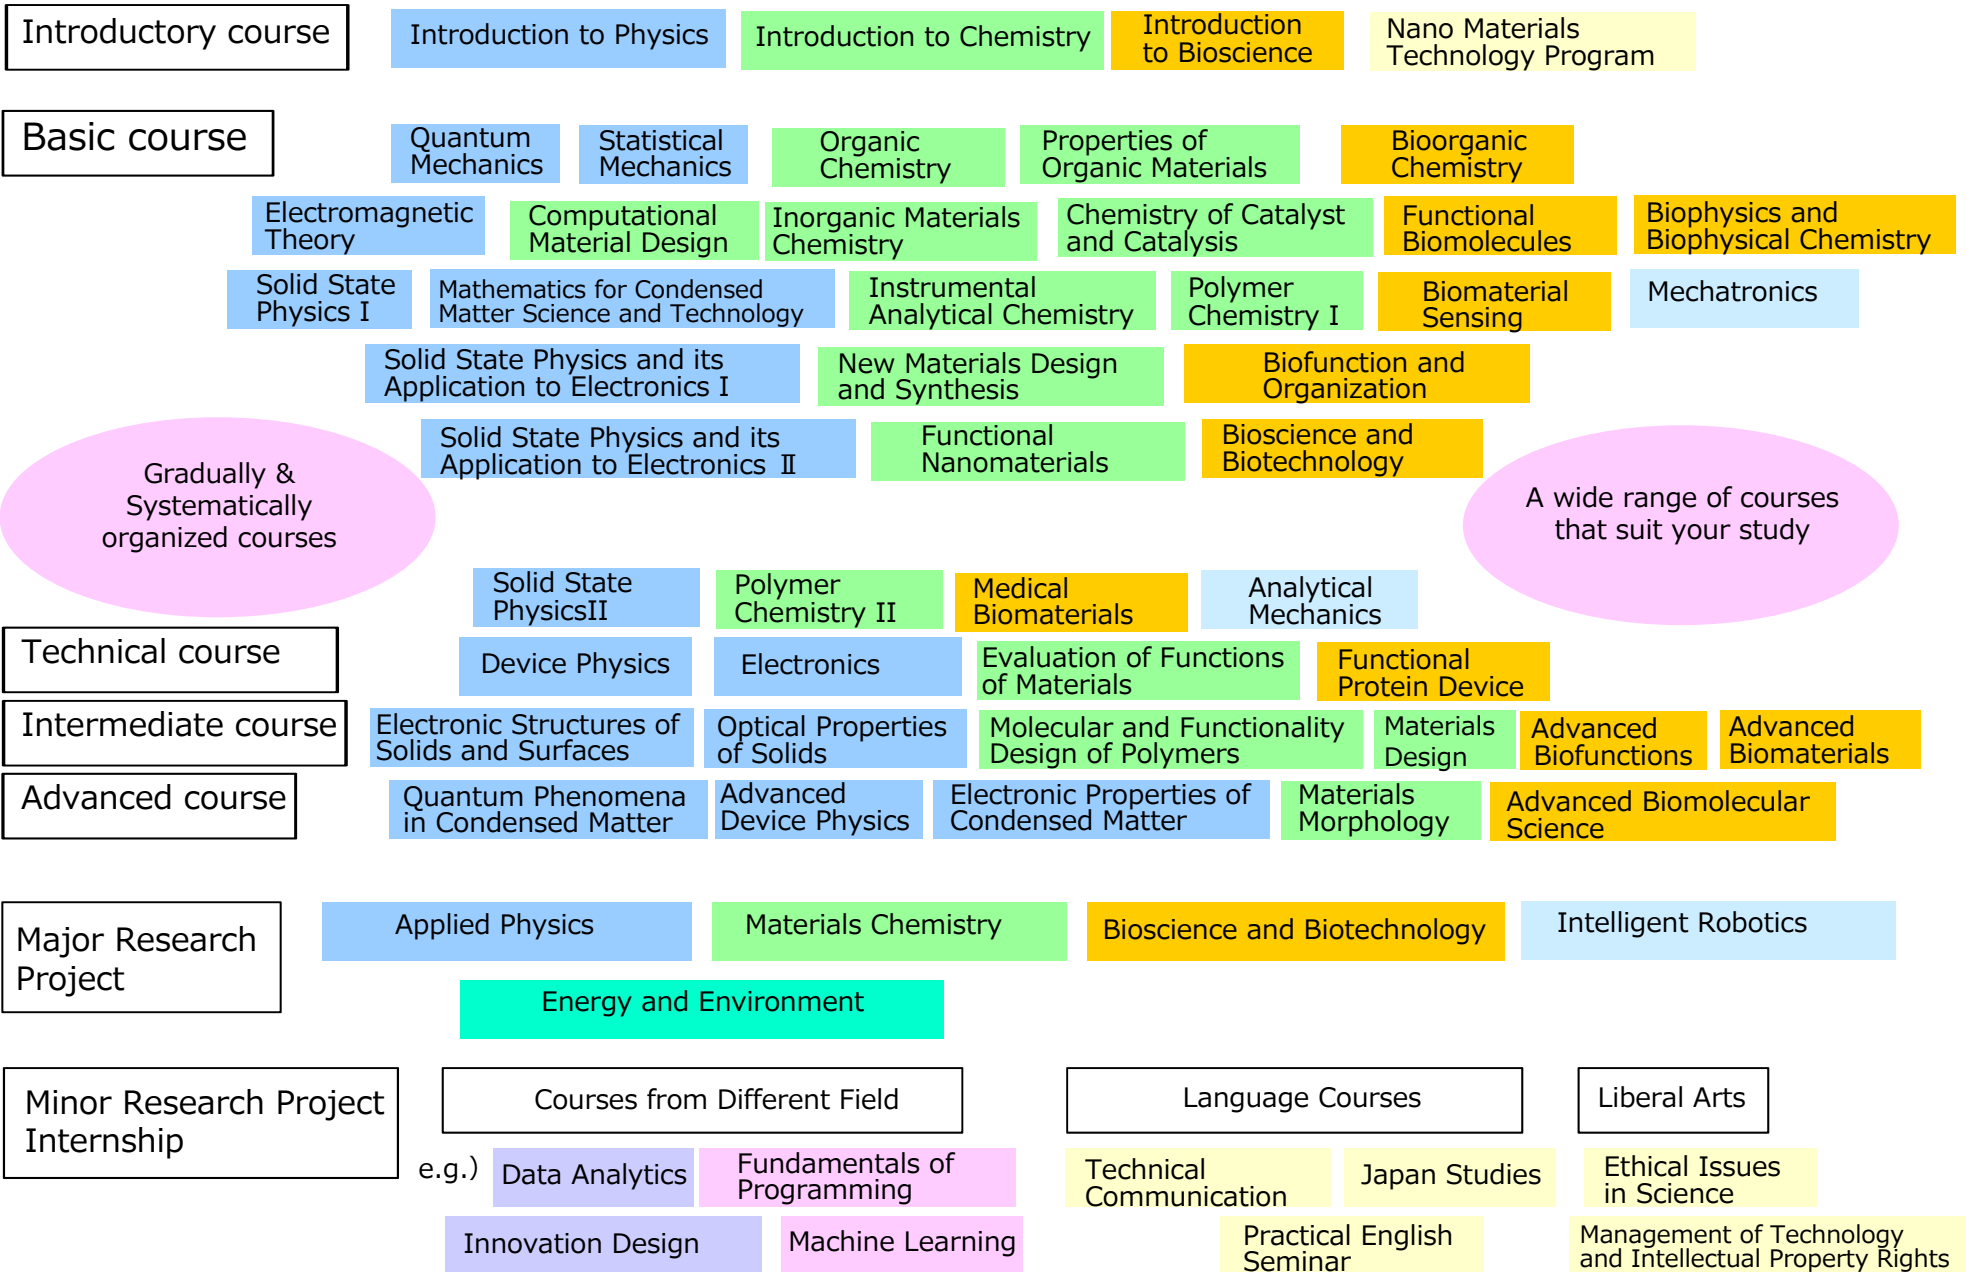 Introductory course
Introduction to Physics
Introduction to Chemistry
Introduction
to Bioscience
Nano Materials
Technology Program
Basic course
Quantum
Mechanics
Statistical
Mechanics
Organic
Chemistry
Properties of
Organic Materials
Bioorganic
Chemistry
Electromagnetic
Theory
Computational
Material Design
Inorganic Materials
Chemistry
Chemistry of Catalyst
and Catalysis
Functional
Biomolecules
Biophysics and
Biophysical Chemistry
Solid State
Physics I
Mathematics for Condensed
Matter Science and Technology
Instrumental
Analytical Chemistry
Polymer
Chemistry I
Biomaterial
Sensing
Mechatronics
Solid State Physics and its
Application to Electronics I
New Materials Design
and Synthesis
Biofunction and
Organization
Solid State Physics and its
Application to Electronics Ⅱ
Functional
Nanomaterials
Bioscience and
Biotechnology
Gradually &
Systematically
organized courses
A wide range of courses
that suit your study
Solid State
PhysicsII
Polymer
Chemistry II
Medical
Biomaterials
Analytical
Mechanics
Technical course
Device Physics
Electronics
Evaluation of Functions
of Materials
Functional
Protein Device
Intermediate course
Electronic Structures of
Solids and Surfaces
Optical Properties
of Solids
Molecular and Functionality
Design of Polymers
Materials
Design
Advanced
Biofunctions
Advanced
Biomaterials
Advanced course
Quantum Phenomena
in Condensed Matter
Advanced
Device Physics
Electronic Properties of
Condensed Matter
Materials
Morphology
Advanced Biomolecular
Science
Major Research
Project
Applied Physics
Materials Chemistry
Bioscience and Biotechnology
Intelligent Robotics
Energy and Environment
Minor Research Project
Internship
Courses from Different Field
Language Courses
Liberal Arts
e.g.)
Data Analytics
Fundamentals of
Programming
Technical
Communication
Japan Studies
Ethical Issues
in Science
Innovation Design
Machine Learning
Practical English
Seminar
Management of Technology
and Intellectual Property Rights